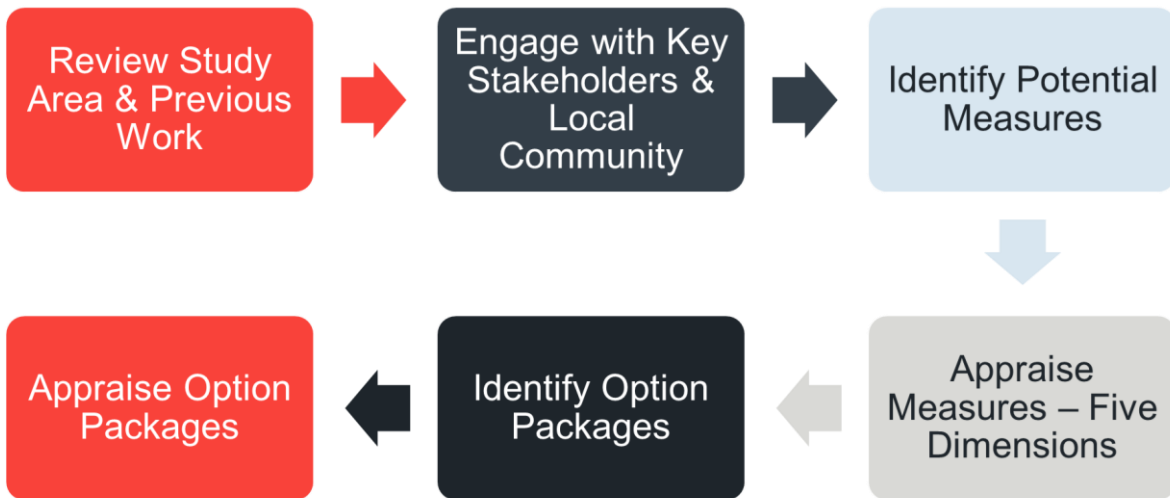 Review Study
Area & Previous
Work
Engage with Key
Stakeholders &
Local
Community
Identify Potential
Measures
Appraise
Measures – Five
Dimensions
Identify Option
Packages
Appraise Option
Packages